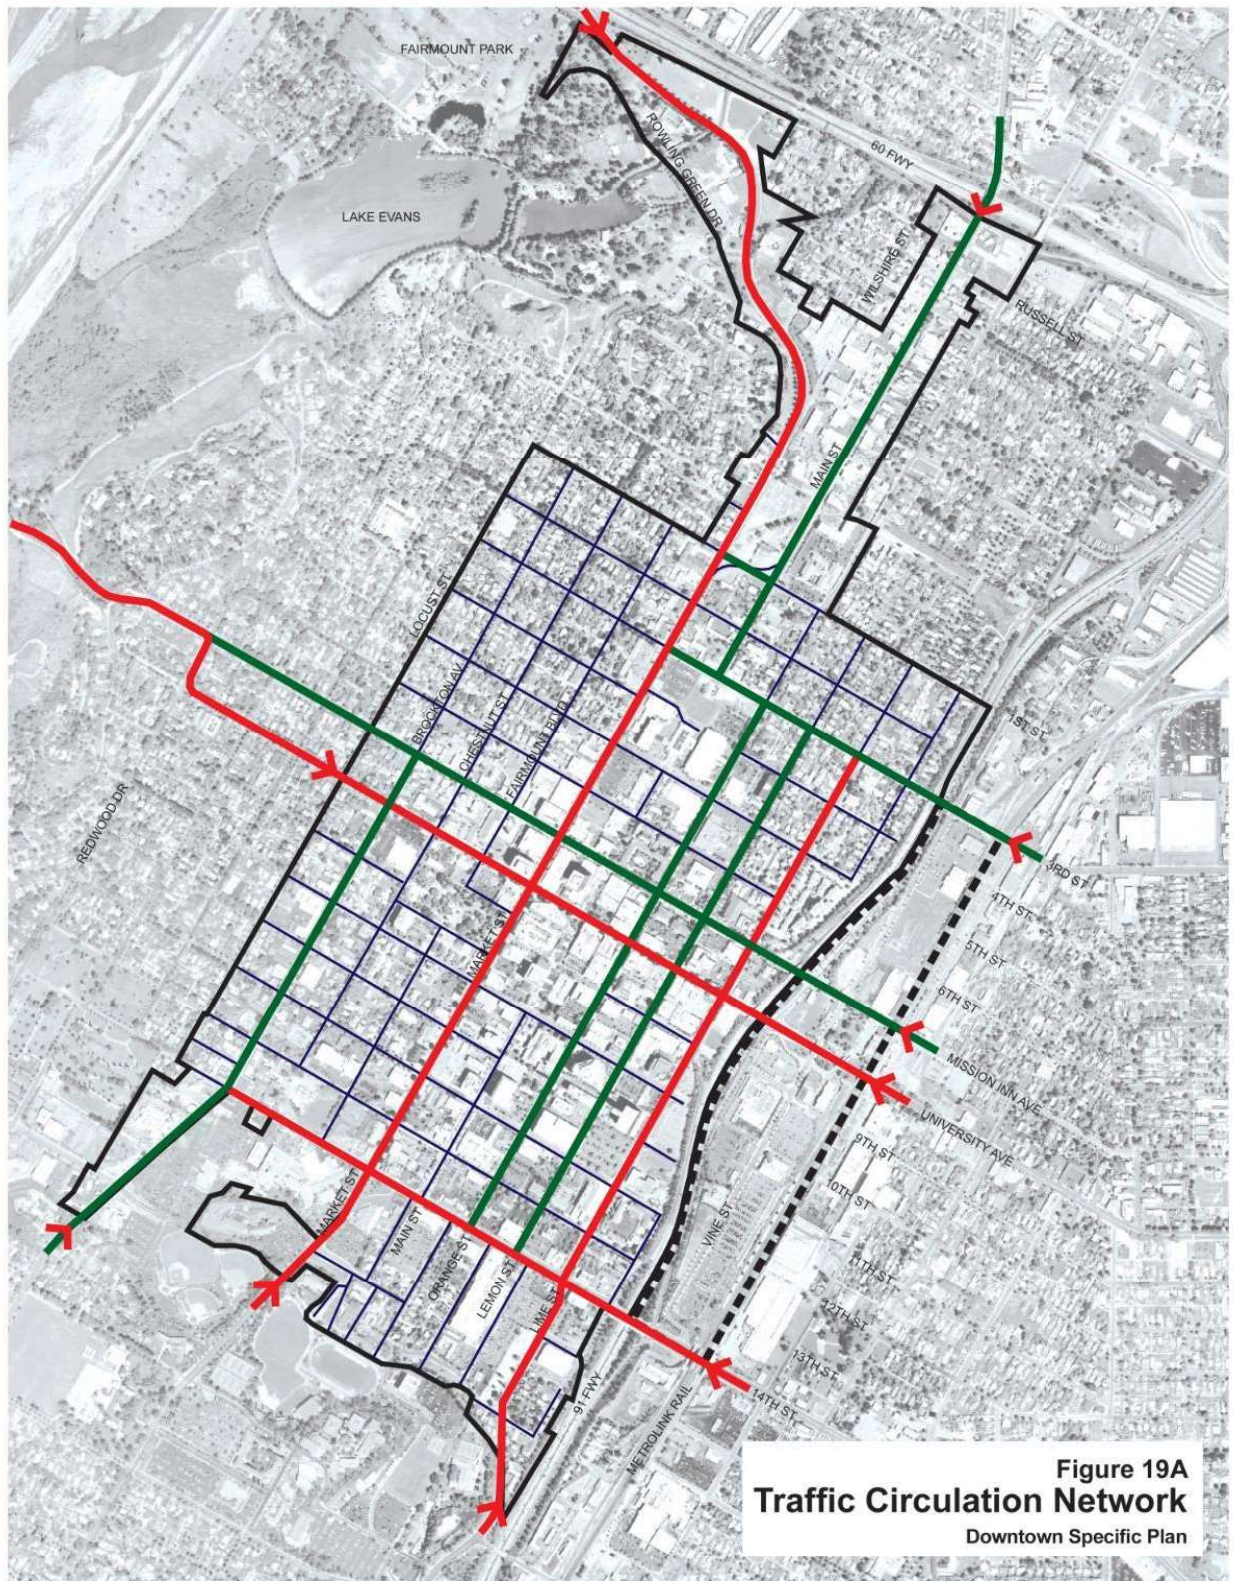 FAIRMOUNT PARK
ROWLING GREEN DR
60 FWY
LAKE EVANS
WILSHIRE ST
RUSSELL ST
MAIN ST
LOCUST ST
BROCKTON AV
CHESTNUT ST
FAIRMOUNT BLVD
1ST ST
REDWOOD DR
3RD ST
4TH ST
MARKET ST
5TH ST
6TH ST
MISSION INN AVE
UNIVERSITY AVE
9TH ST
10TH ST
MARKET ST
MAIN ST
ORANGE ST
LEMON ST
LIME ST
VINE ST
11TH ST
12TH ST
13TH ST
14TH ST
91 FWY
METROLINK RAIL
Figure 19A
Traffic Circulation Network
Downtown Specific Plan